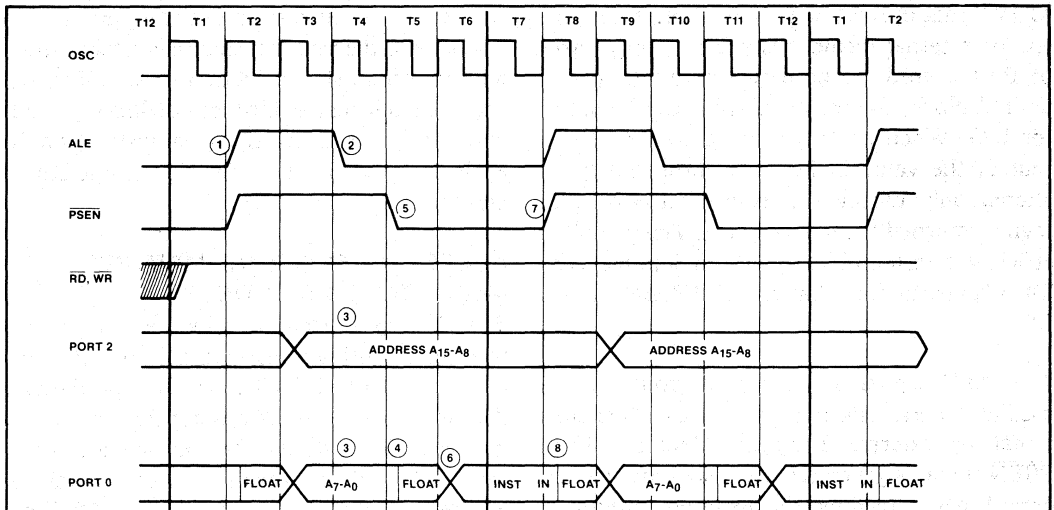 T12 T1 T2 T3 T4 T5 T6 T7 T8 T9 T10 T11 T12 T1 T2
OSC
ALE 1 2
PSEN 5 7
RD, WR
3
PORT 2 ADDRESS A15-A8 ADDRESS A15-A8
3 4 6 8
PORT 0 FLOAT A7-A0 FLOAT INST IN FLOAT A7-A0 FLOAT INST IN FLOAT